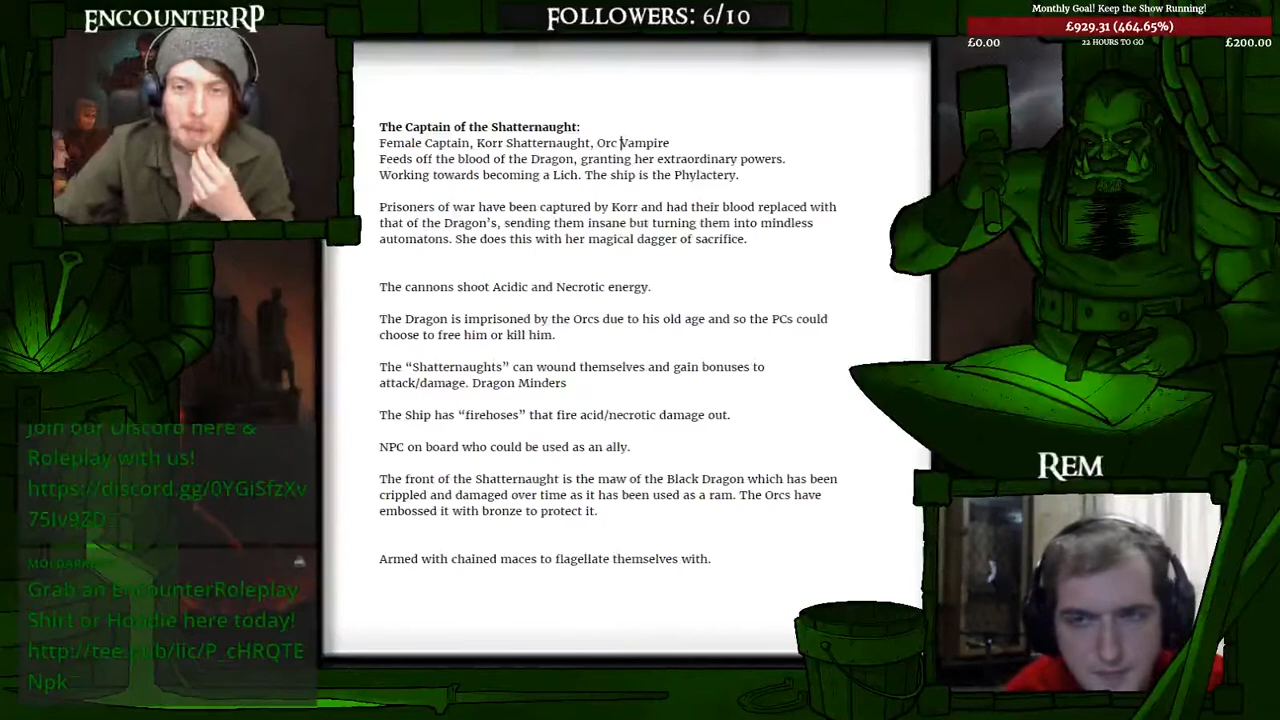 ENCOUNTERRP
FOLLOWERS: 6/10
Monthly Goal! Keep the Show Running!
£929.31 (464.65%)
£0.00
22 HOURS TO GO
£200.00
The Captain of the Shatternaught:
Female Captain, Korr Shatternaught, Orc Vampire
Feeds off the blood of the Dragon, granting her extraordinary powers.
Working towards becoming a Lich. The ship is the Phylactery.
Prisoners of war have been captured by Korr and had their blood replaced with
that of the Dragon's, sending them insane but turning them into mindless
automatons. She does this with her magical dagger of sacrifice.
The cannons shoot Acidic and Necrotic energy.
The Dragon is imprisoned by the Orcs due to his old age and so the PCs could
choose to free him or kill him.
The “Shatternaughts” can wound themselves and gain bonuses to
attack/damage. Dragon Minders
The Ship has “firehoses” that fire acid/necrotic damage out.
NPC on board who could be used as an ally.
The front of the Shatternaught is the maw of the Black Dragon which has been
crippled and damaged over time as it has been used as a ram. The Orcs have
embossed it with bronze to protect it.
Armed with chained maces to flagellate themselves with.
Join our Discord here &
Roleplay with us!
https://discord.gg/0YGiSfzXv
Grab an EncounterRoleplay
Shirt or Hoodie here today!
http://tee.pub/lic/P_cHRQTE
Npk
REM